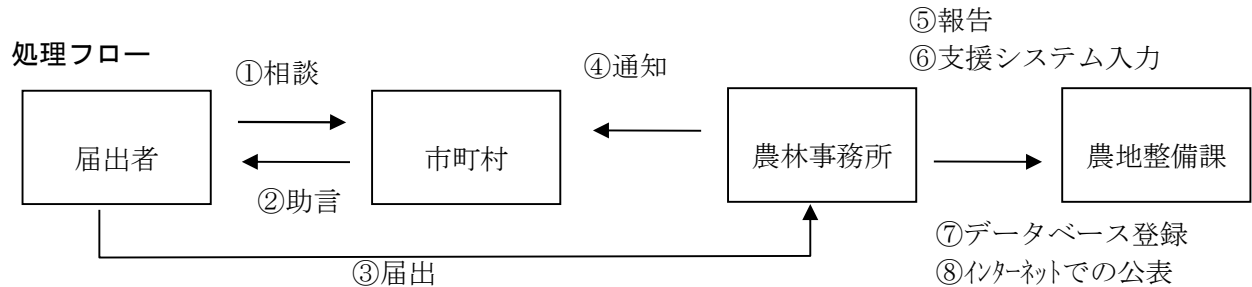 処理フロー
①相談
④通知
⑤報告
⑥支援システム入力
届出者
市町村
農林事務所
農地整備課
②助言
③届出
⑦データベース登録
⑧インターネットでの公表